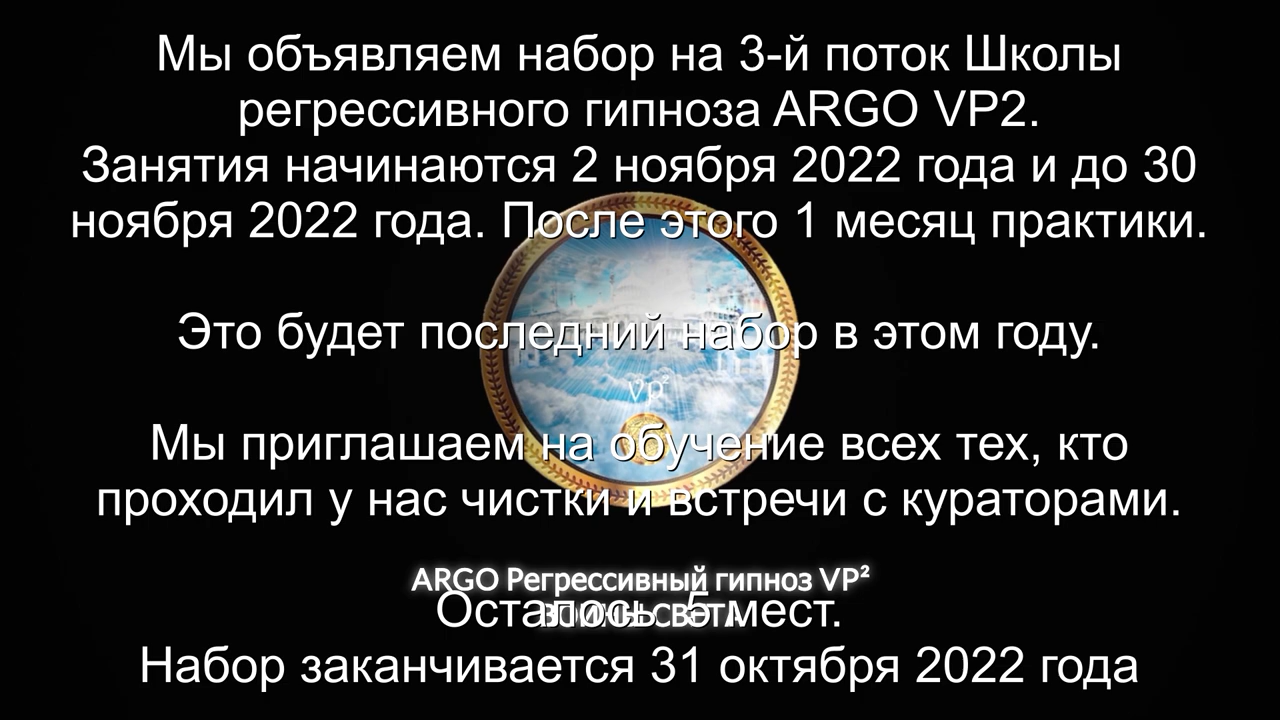 Мы объявляем набор на 3-й поток Школы
регрессивного гипноза ARGO VP2.
Занятия начинаются 2 ноября 2022 года и до 30
ноября 2022 года. После этого 1 месяц практики.
Это будет последний набор в этом году.
vp²
Мы приглашаем на обучение всех тех, кто
проходил у нас чистки и встречи с кураторами.
ARGO Регрессивный гипноз VP²
Осталось 5 мест.
ВОИНЫ СВЕТА
Набор заканчивается 31 октября 2022 года